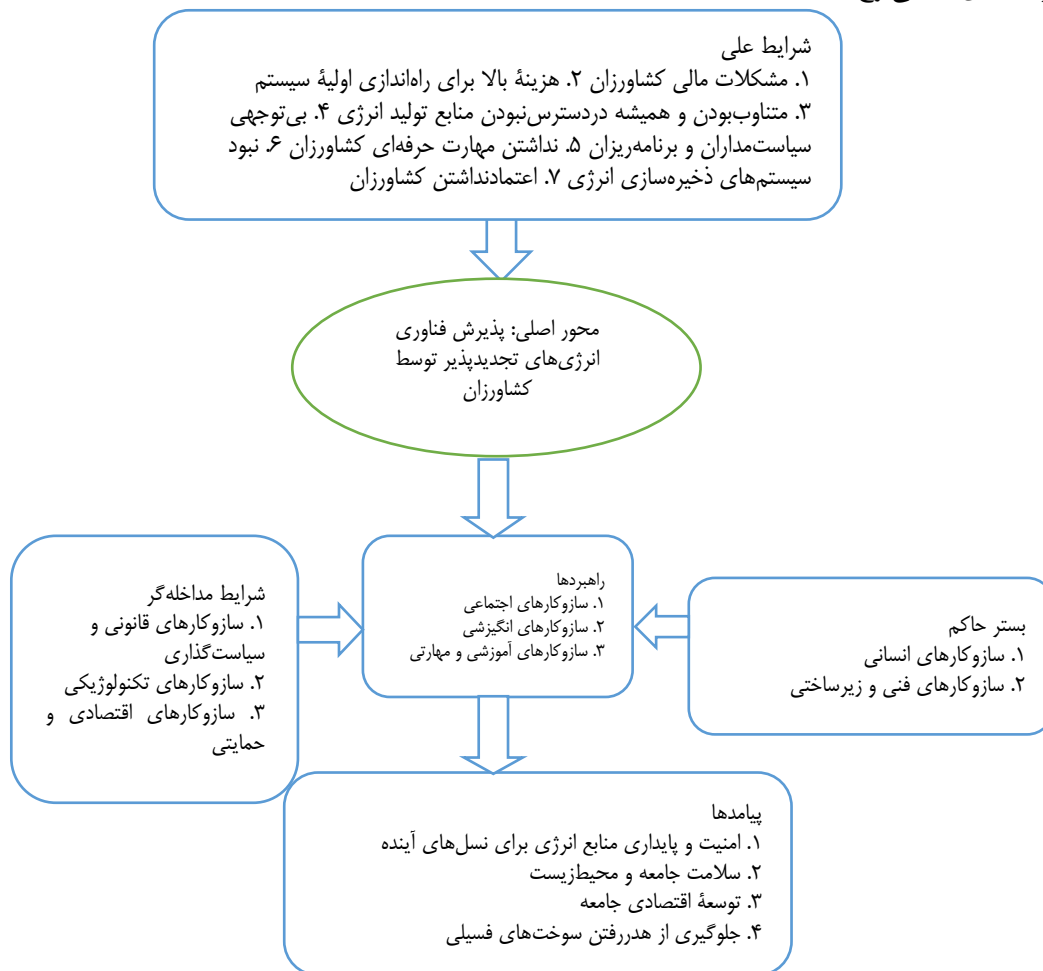 شرایط علی
۱. مشکلات مالی کشاورزان ۲. هزینۀ بالا برای راه‌اندازی اولیۀ سیستم
۳. متناوب‌بودن و همیشه دردسترس‌نبودن منابع تولید انرژی ۴. بی‌توجهی
سیاست‌مداران و برنامه‌ریزان ۵. نداشتن مهارت حرفه‌ای کشاورزان ۶. نبود
سیستم‌های ذخیره‌سازی انرژی ۷. اعتمادنداشتن کشاورزان
محور اصلی: پذیرش فناوری
انرژی‌های تجدیدپذیر توسط
کشاورزان
بستر حاکم
۱. سازوکارهای انسانی
۲. سازوکارهای فنی و زیرساختی
راهبردها
۱. سازوکارهای اجتماعی
۲. سازوکارهای انگیزشی
۳. سازوکارهای آموزشی و مهارتی
شرایط مداخله‌گر
۱. سازوکارهای قانونی و
سیاست‌گذاری
۲. سازوکارهای تکنولوژیکی
۳. سازوکارهای اقتصادی و
حمایتی
پیامدها
۱. امنیت و پایداری منابع انرژی برای نسل‌های آینده
۲. سلامت جامعه و محیط‌زیست
۳. توسعۀ اقتصادی جامعه
۴. جلوگیری از هدررفتن سوخت‌های فسیلی